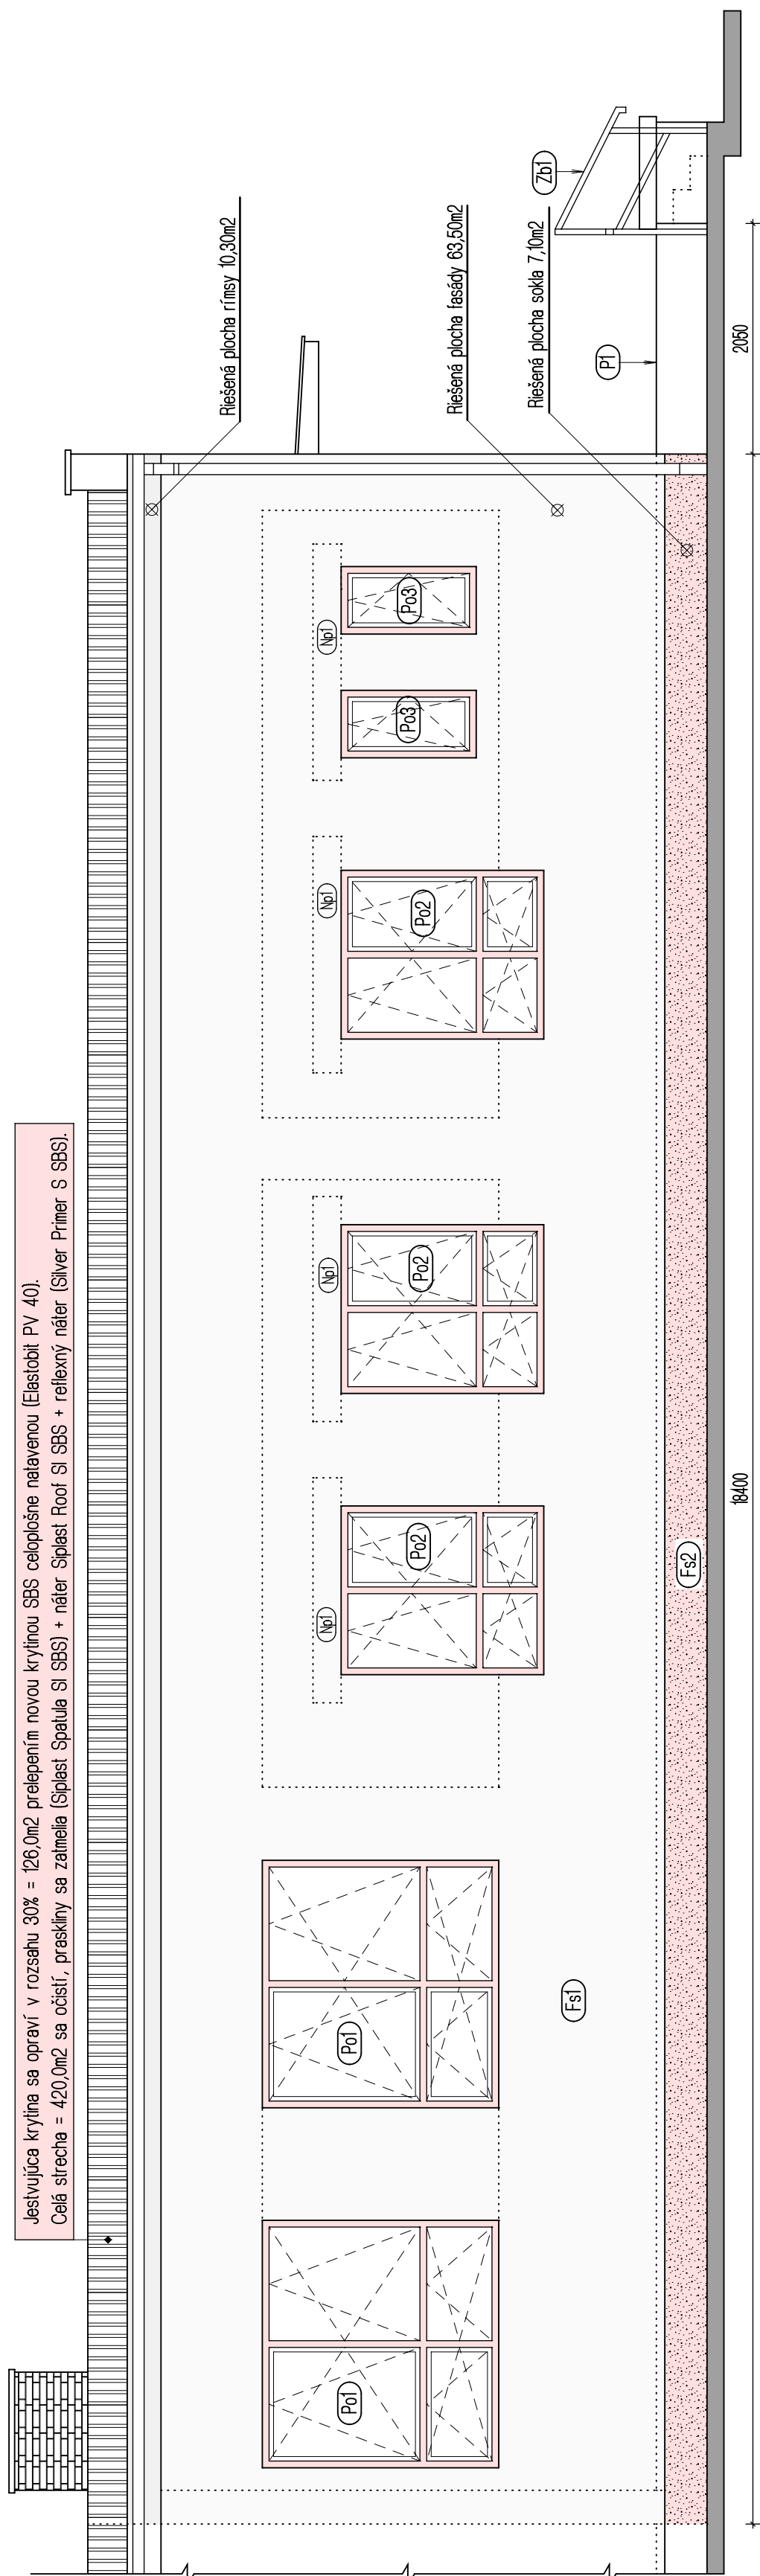 Jestvujúca krytina sa opraví v rozsahu 30% = 126,0m2 prelepením novou krytinou SBS celoplošne natavenou (Elastobit PV 40).
Celá strecha = 420,0m2 sa očistí, praskliny sa zatmelia (Siplast Spatula SI SBS) + náter Siplast Roof SI SBS + reflexný náter (Silver Primer S SBS).
Riešená plocha rímsy 10,30m2
Riešená plocha fasády 63,50m2
Riešená plocha sokla 7,10m2
Zb1
P1
Np1
Np1
Np1
Np1
Po1
Po1
Po2
Po2
Po2
Po3
Po3
Fs1
Fs2
18400
2050